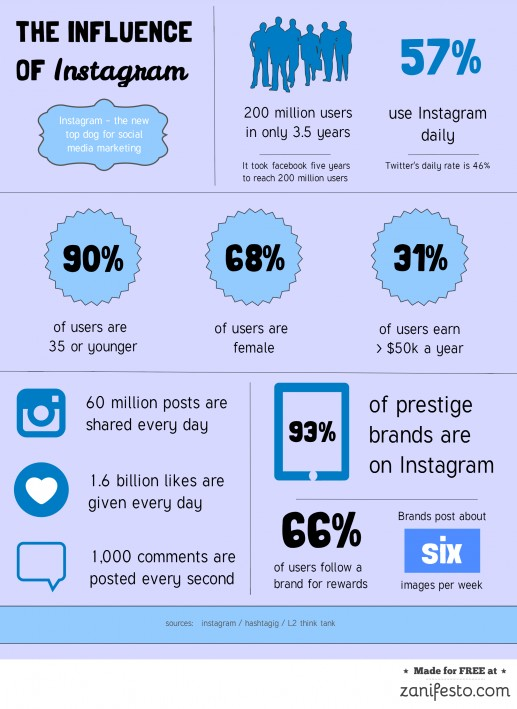 THE INFLUENCE
OF Instagram
Instagram - the new
top dog for social
media marketing
200 million users
in only 3.5 years
It took facebook five years
to reach 200 million users
57%
use Instagram
daily
Twitter's daily rate is 46%
90%
of users are
35 or younger
68%
of users are
female
31%
of users earn
> $50k a year
60 million posts are
shared every day
1.6 billion likes are
given every day
1,000 comments are
posted every second
93%
of prestige
brands are
on Instagram
66%
of users follow a
brand for rewards
Brands post about
six
images per week
sources: instagram / hashtagig / L2 think tank
★ Made for FREE at ★
zanifesto.com